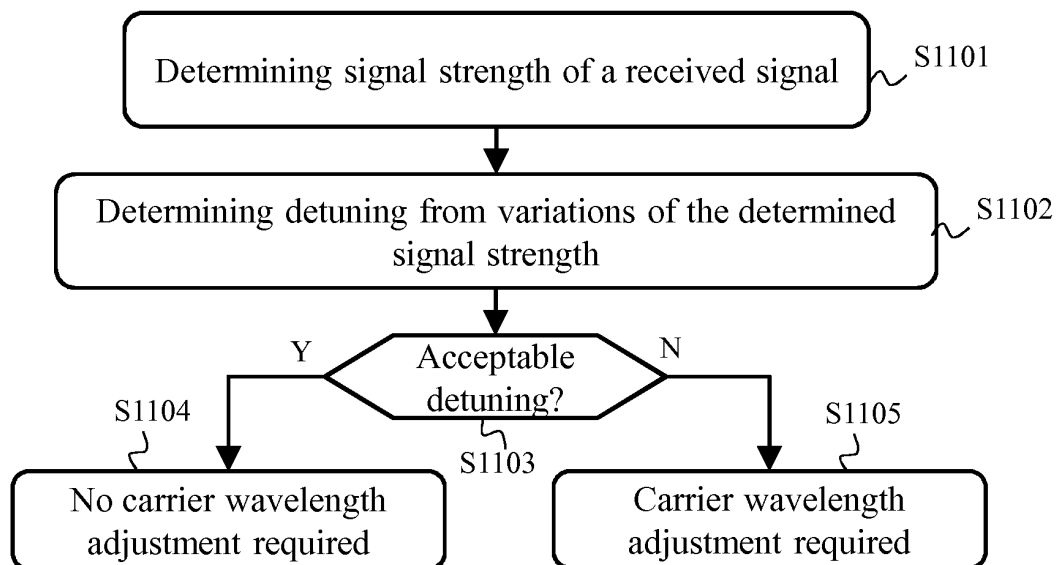 Determining signal strength of a received signal
S1101
Determining detuning from variations of the determined
signal strength
S1102
Y
Acceptable
detuning?
N
S1103
S1104
S1105
No carrier wavelength
adjustment required
Carrier wavelength
adjustment required